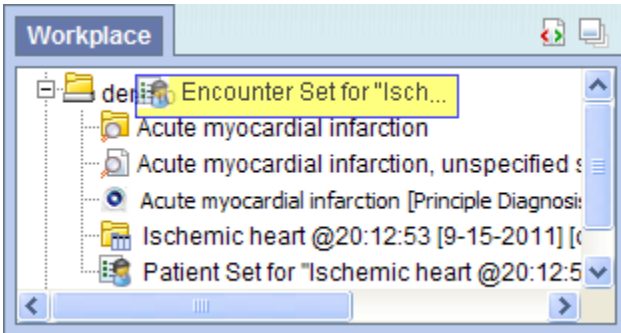 Workplace
Encounter Set for "Isch...
Acute myocardial infarction
Acute myocardial infarction, unspecified
Acute myocardial infarction [Principle Diagnosis
Ischemic heart @20:12:53 [9-15-2011] [
Patient Set for "Ischemic heart @20:12:5